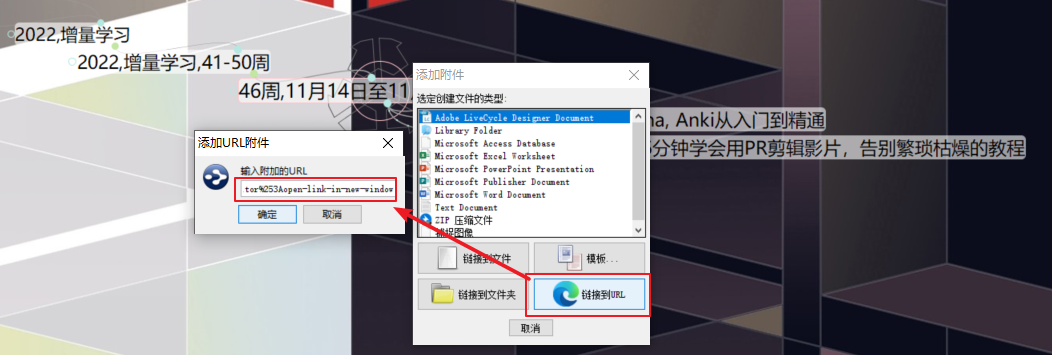 2022,增量学习
2022,增量学习,41-50周
46周,11月14日至11
na, Anki从入门到精通
分钟学会用PR剪辑影片，告别繁琐枯燥的教程
添加URL附件
输入附加的URL
tor%253Aopen-link-in-new-window
确定
取消
添加附件
选定创建文件的类型:
Adobe LiveCycle Designer Document
Library Folder
Microsoft Access Database
Microsoft Excel Worksheet
Microsoft PowerPoint Presentation
Microsoft Publisher Document
Microsoft Word Document
Text Document
ZIP 压缩文件
捕捉图像
链接到文件
模板...
链接到文件夹
链接到URL
取消